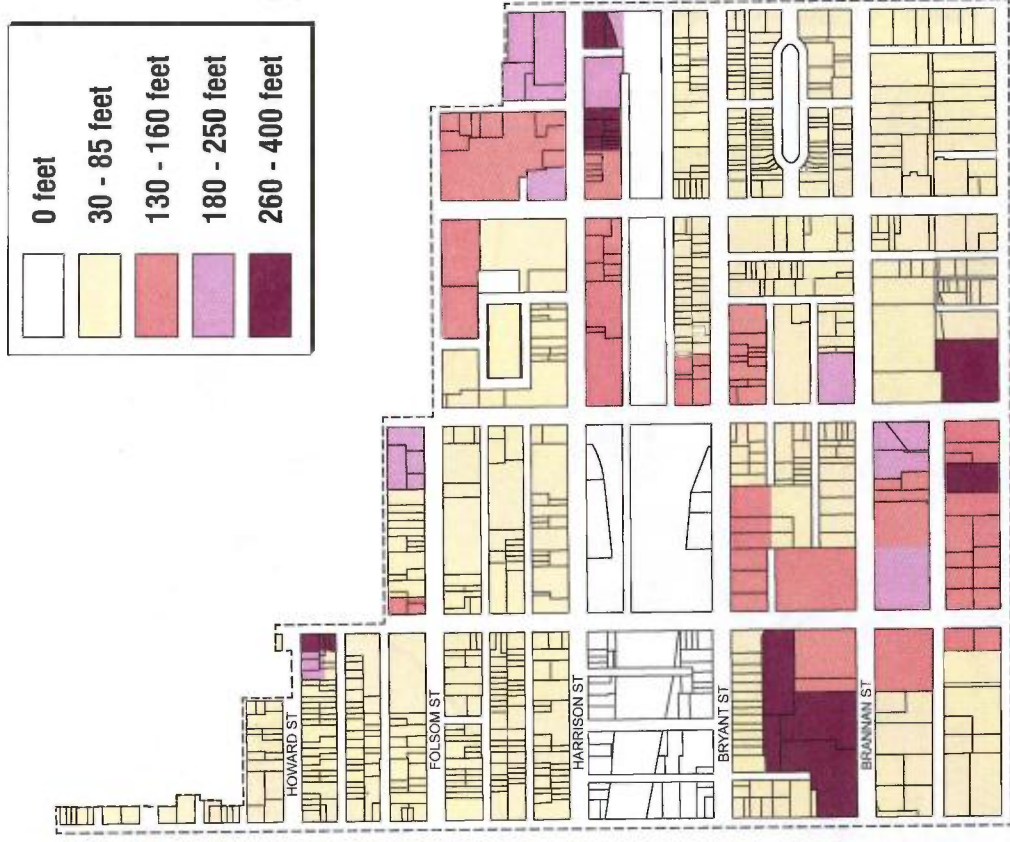 0 feet
30 - 85 feet
130 - 160 feet
180 - 250 feet
260 - 400 feet
HOWARD ST
FOLSOM ST
HARRISON ST
BRYANT ST
BRANNAN ST